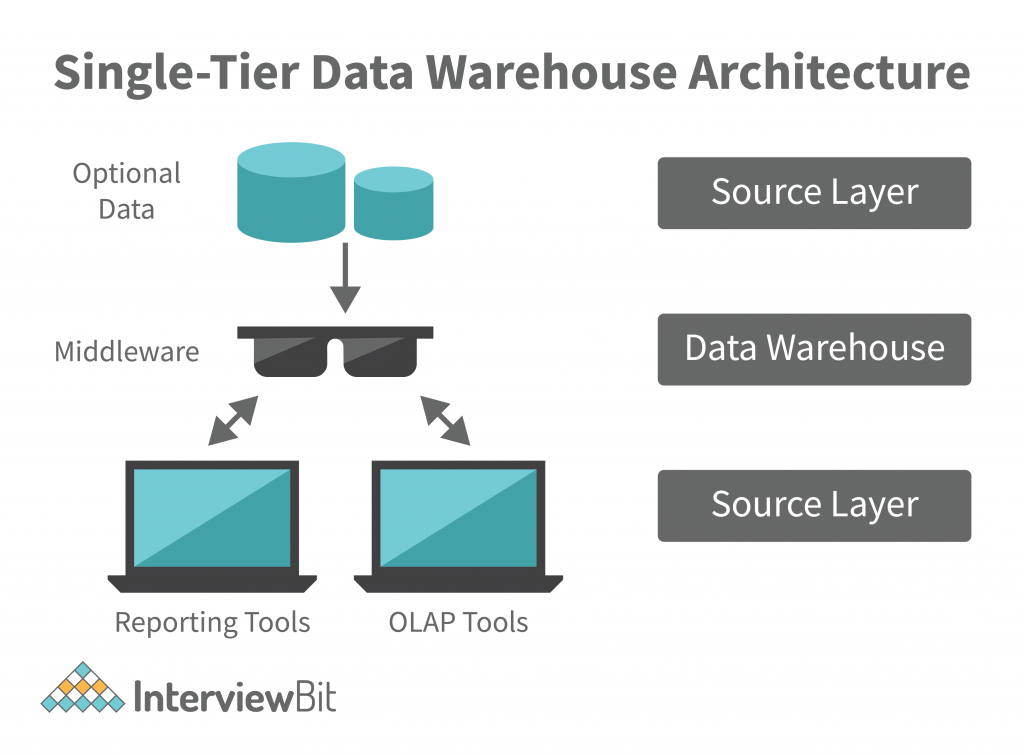 Single-Tier Data Warehouse Architecture
Optional
Data
Source Layer
Middleware
Data Warehouse
Source Layer
Reporting Tools
OLAP Tools
InterviewBit